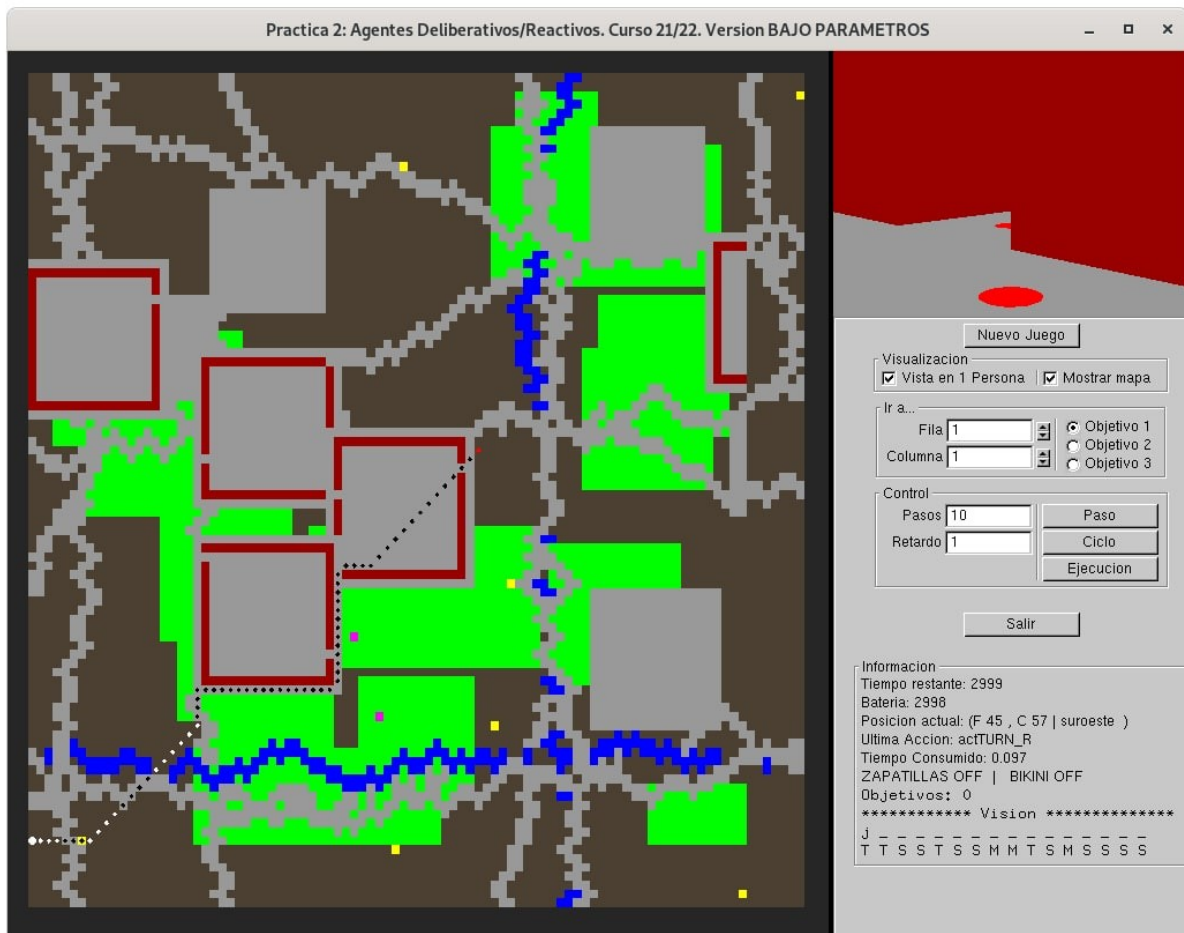 Practica 2: Agentes Deliberativos/Reactivos. Curso 21/22. Version BAJO PARAMETROS
Nuevo Juego
Visualizacion
Vista en 1 Persona
Mostrar mapa
Ir a...
Fila 1
Columna 1
Objetivo 1
Objetivo 2
Objetivo 3
Control
Pasos 10
Retardo 1
Paso
Ciclo
Ejecucion
Salir
Informacion
Tiempo restante: 2999
Bateria: 2998
Posicion actual: (F 45 , C 57 | suroeste )
Ultima Accion: actTURN_R
Tiempo Consumido: 0.097
ZAPATILLAS OFF | BIKINI OFF
Objetivos: 0
************ Vision *************
j _ _ _ _ _ _ _ _ _ _ _ _ _ _ _
T T S S T S S M M T S M S S S S